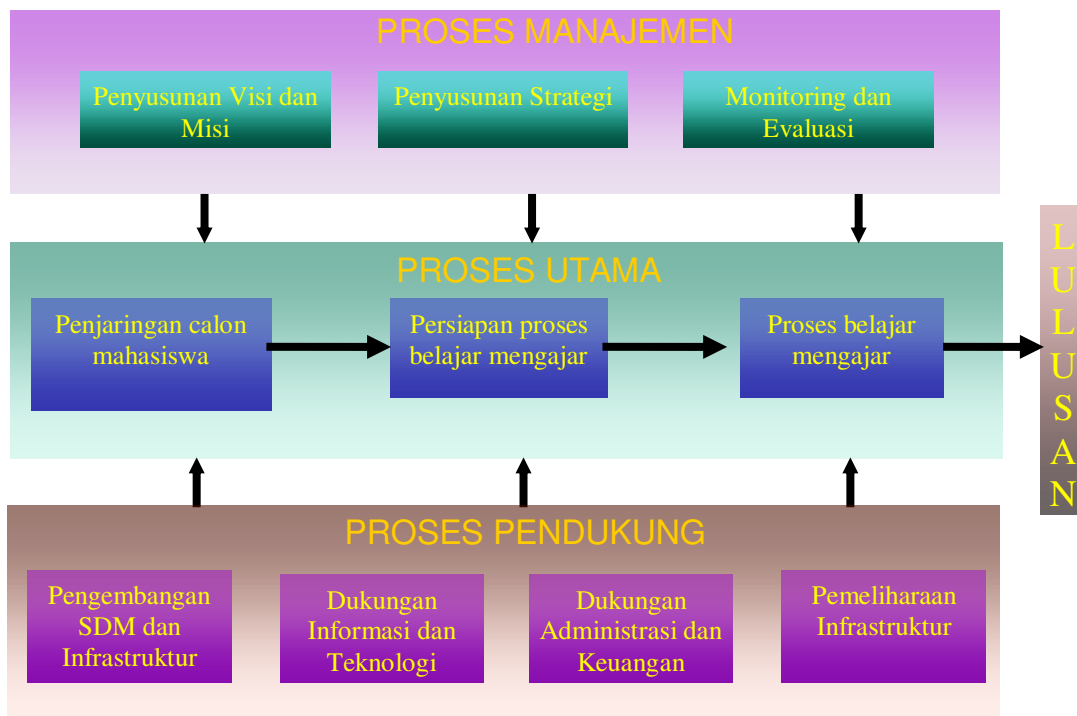 PROSES MANAJEMEN
Penyusunan Visi dan
Misi
Penyusunan Strategi
Monitoring dan
Evaluasi
PROSES UTAMA
Penjaringan calon
mahasiswa
Persiapan proses
belajar mengajar
Proses belajar
mengajar
L
U
L
U
S
A
N
PROSES PENDUKUNG
Pengembangan
SDM dan
Infrastruktur
Dukungan
Informasi dan
Teknologi
Dukungan
Administrasi dan
Keuangan
Pemeliharaan
Infrastruktur